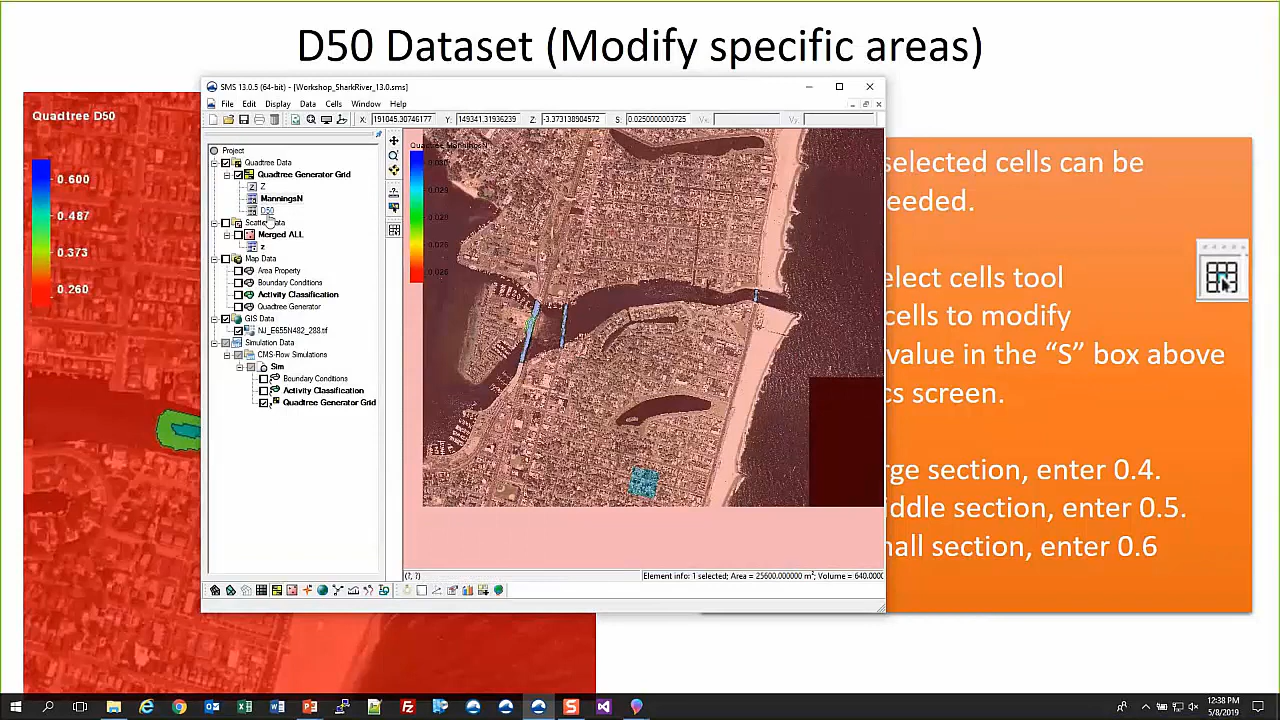 D50 Dataset (Modify specific areas)
Quadtree D50
0.600
0.487
0.373
0.260
SMS 13.0.5 (64-bit) - [Workshop_SharkRiver_13.0.sms]
File Edit Display Data Cells Window Help
X: 191045.30746177 Y: 149341.31936239 Z: -3.373138904572 S: 0.0250000003725 Vx: Vy:
Project
Quadtree Data
Quadtree Generator Grid
Z
ManningsN
D50
Merged ALL
z
Map Data
Area Property
Boundary Conditions
Activity Classification
Quadtree Generator
GIS Data
NJ_E655N482_288.tif
Simulation Data
CMS-Flow Simulations
Sim
Boundary Conditions
Activity Classification
Quadtree Generator Grid
(?, ?)
Element info: 1 selected; Area = 25600.000000 m²; Volume = 640.000(
selected cells can be
eeded.
elect cells tool
cells to modify
value in the “S” box above
cs screen.
rge section, enter 0.4.
iddle section, enter 0.5.
nall section, enter 0.6
12:38 PM
5/8/2019